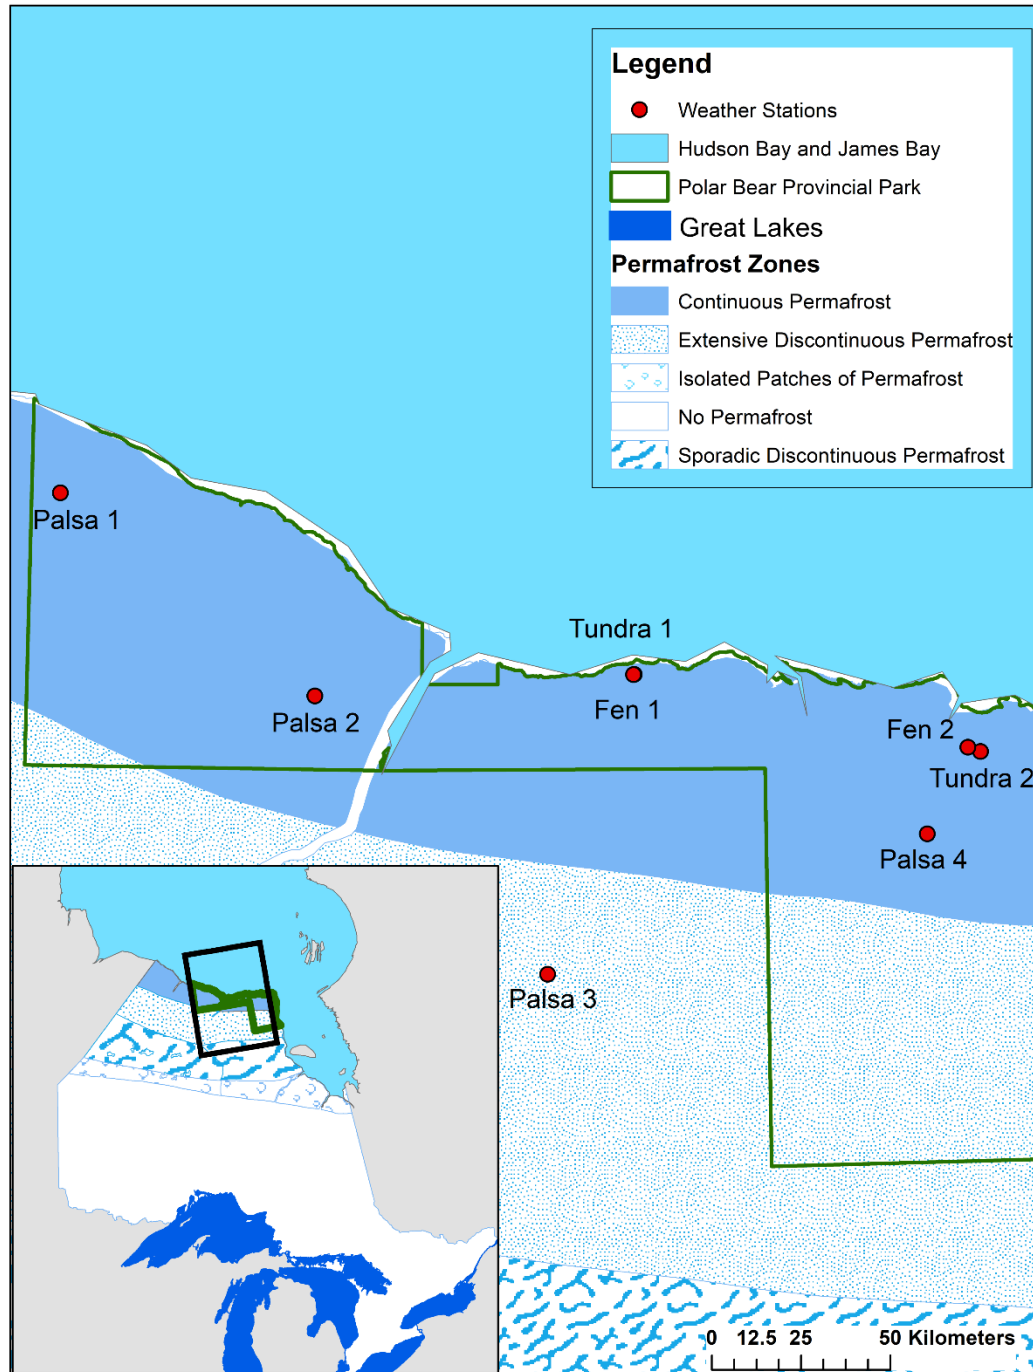 Legend
Weather Stations
Hudson Bay and James Bay
Polar Bear Provincial Park
Great Lakes
Permafrost Zones
Continuous Permafrost
Extensive Discontinuous Permafrost
Isolated Patches of Permafrost
No Permafrost
Sporadic Discontinuous Permafrost
Palsa 1
Tundra 1
Palsa 2
Fen 1
Fen 2
Tundra 2
Palsa 4
Palsa 3
0 12.5 25 50 Kilometers